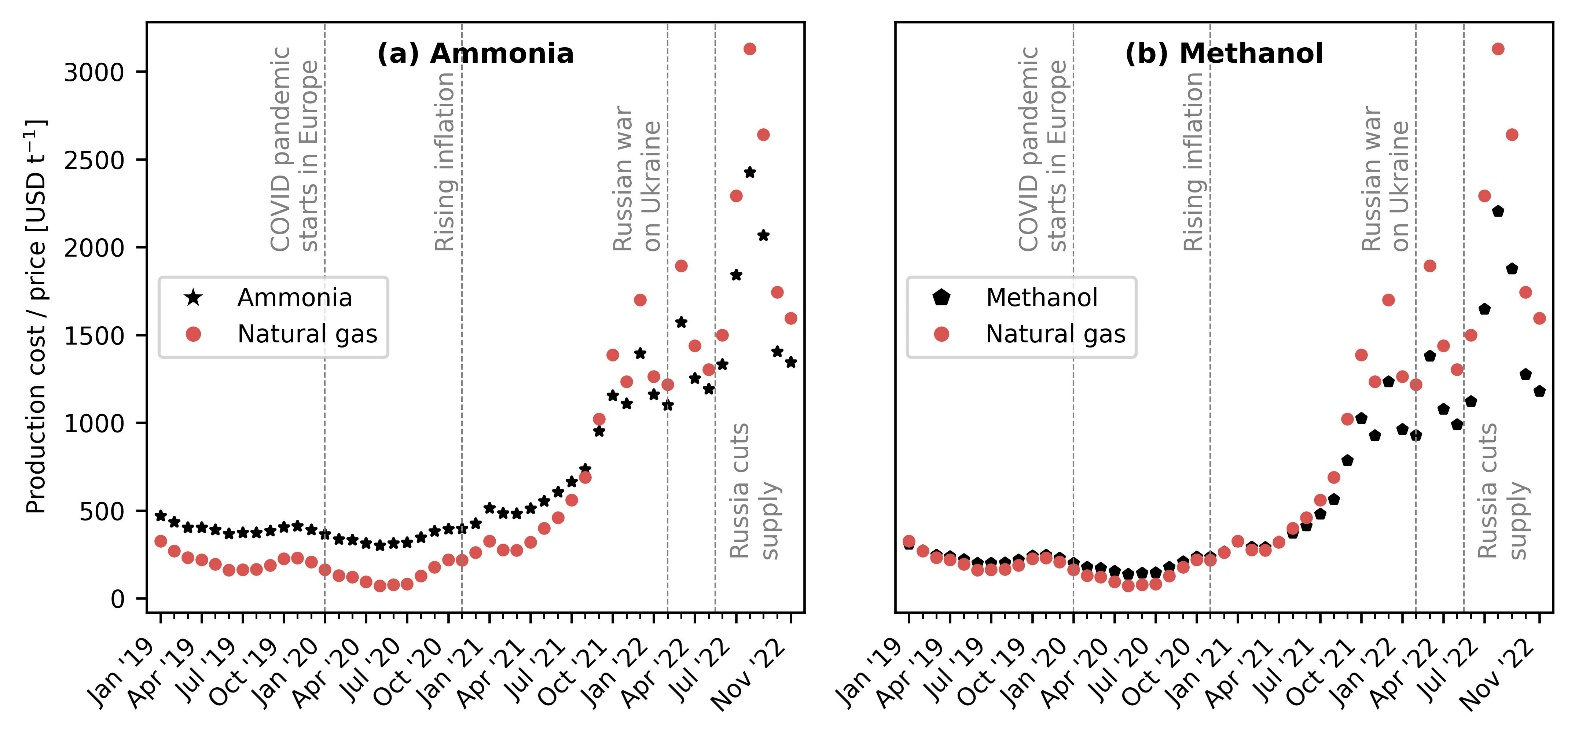 (a) Ammonia
Production cost / price [USD t⁻¹]
3000
2500
2000
1500
1000
500
0
COVID pandemic
starts in Europe
Rising inflation
Russian war
on Ukraine
Russia cuts
supply
Ammonia
Natural gas
Jan '19
Apr '19
Jul '19
Oct '19
Jan '20
Apr '20
Jul '20
Oct '20
Jan '21
Apr '21
Jul '21
Oct '21
Jan '22
Apr '22
Jul '22
Nov '22
(b) Methanol
COVID pandemic
starts in Europe
Rising inflation
Russian war
on Ukraine
Russia cuts
supply
Methanol
Natural gas
Jan '19
Apr '19
Jul '19
Oct '19
Jan '20
Apr '20
Jul '20
Oct '20
Jan '21
Apr '21
Jul '21
Oct '21
Jan '22
Apr '22
Jul '22
Nov '22